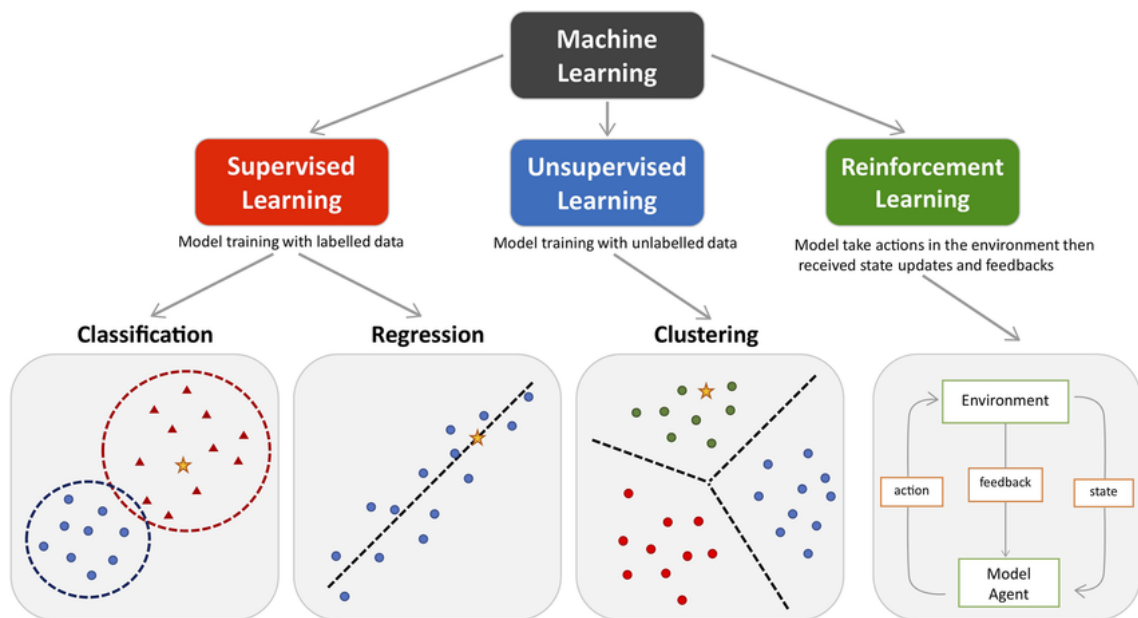 Machine
Learning
Supervised
Learning
Unsupervised
Learning
Reinforcement
Learning
Model training with labelled data
Model training with unlabelled data
Model take actions in the environment then
received state updates and feedbacks
Classification
Regression
Clustering
Environment
action
feedback
state
Model
Agent